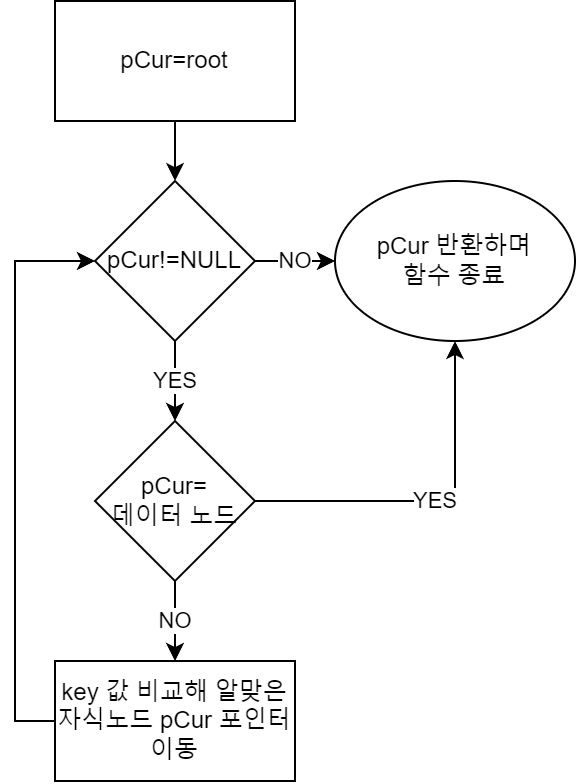 pCur=root
pCur!=NULL
NO
pCur 반환하며
함수 종료
YES
pCur=
데이터 노드
YES
NO
key 값 비교해 알맞은
자식노드 pCur 포인터
이동